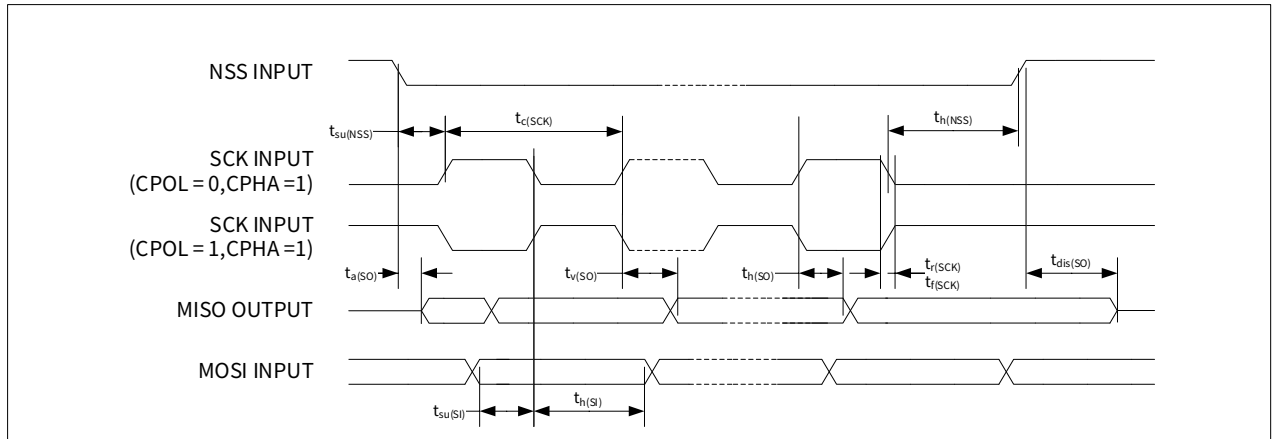 NSS INPUT
t_su(NSS)
t_c(SCK)
t_h(NSS)
SCK INPUT
(CPOL = 0,CPHA =1)
SCK INPUT
(CPOL = 1,CPHA =1)
t_a(SO)
t_v(SO)
t_h(SO)
t_r(SCK)
t_f(SCK)
t_dis(SO)
MISO OUTPUT
MOSI INPUT
t_su(SI)
t_h(SI)